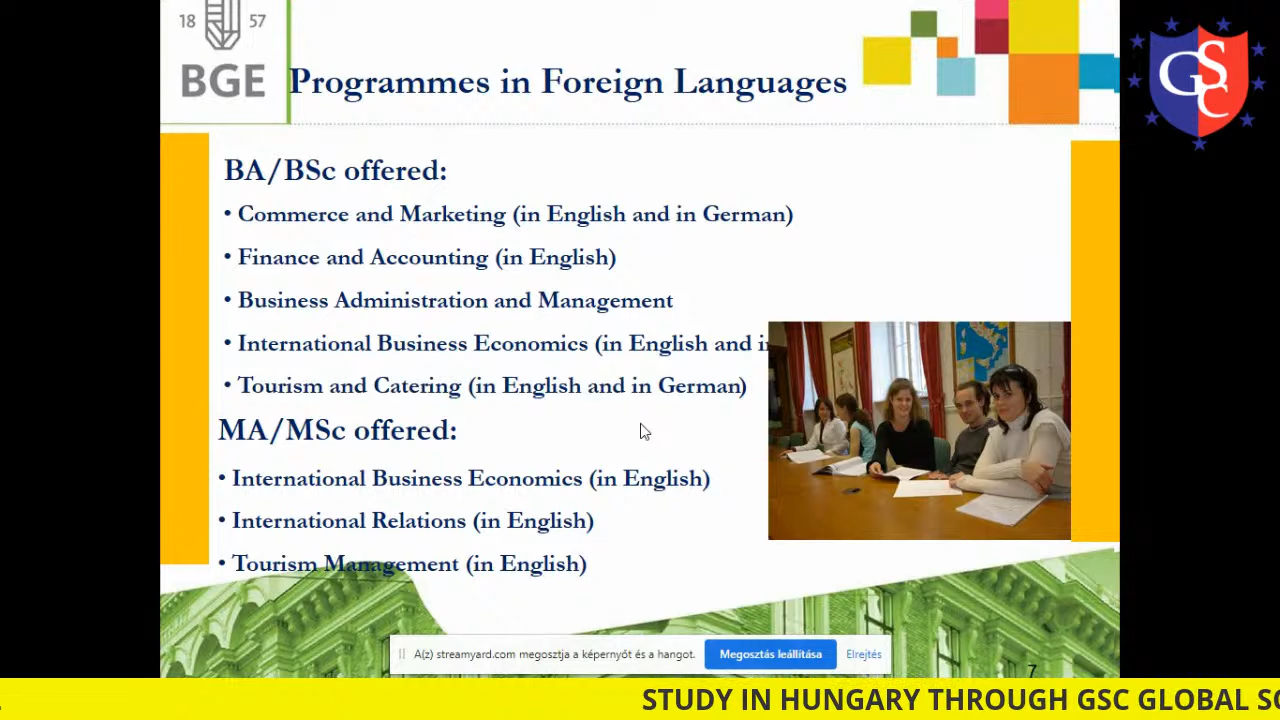 18 57
BGE
Programmes in Foreign Languages
GSC
BA/BSc offered:
• Commerce and Marketing (in English and in German)
• Finance and Accounting (in English)
• Business Administration and Management
• International Business Economics (in English and
• Tourism and Catering (in English and in German)
MA/MSc offered:
• International Business Economics (in English)
• International Relations (in English)
• Tourism Management (in English)
A(z) streamyard.com megosztja a képernyőt és a hangot.
Megosztás leállítása
Elrejtés
7
STUDY IN HUNGARY THROUGH GSC GLOBAL